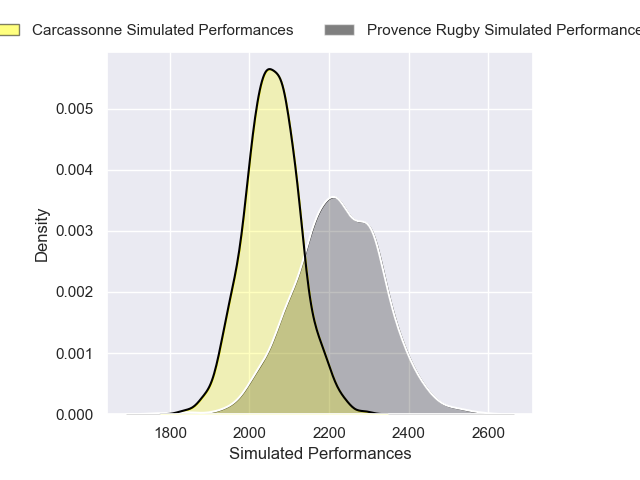 Carcassonne Simulated Performances
Provence Rugby Simulated Performance
0.005
0.004
0.003
0.002
0.001
0.000
Density
1800 2000 2200 2400 2600
Simulated Performances